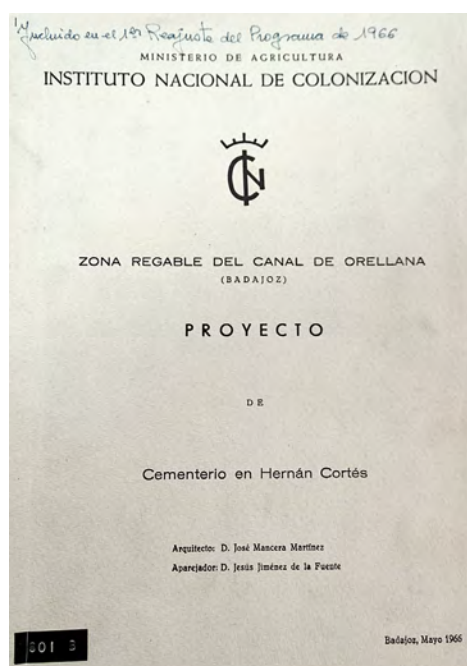 Incluido en el 1er Reajuste del Programa de 1966
MINISTERIO DE AGRICULTURA
INSTITUTO NACIONAL DE COLONIZACION
ZONA REGABLE DEL CANAL DE ORELLANA
(BADAJOZ)
PROYECTO
DE
Cementerio en Hernán Cortés
Arquitecto: D. José Mancera Martínez
Aparejador: D. Jesús Jiménez de la Fuente
Badajoz, Mayo 1966
801 3